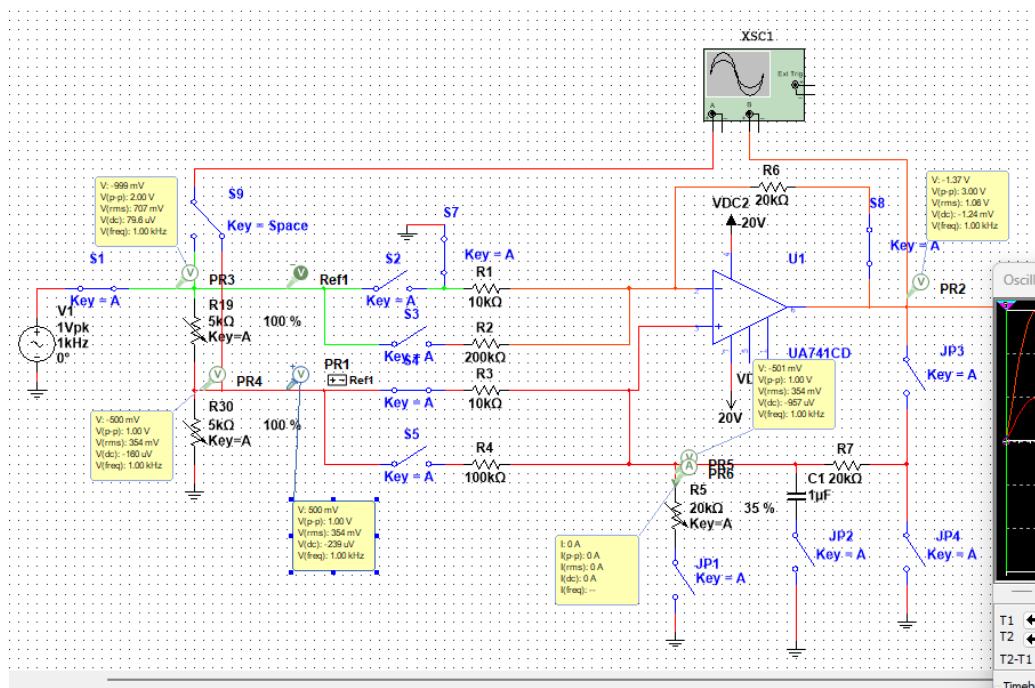 XSC1
Ext Trig
A
B
V: -999 mV
V(p-p): 2.00 V
V(rms): 707 mV
V(dc): 79.6 uV
V(freq): 1.00 kHz
S9
Key = Space
S7
Key = A
VDC2
-20V
R6
20kΩ
S8
Key = A
V: -1.37 V
V(p-p): 3.00 V
V(rms): 1.06 V
V(dc): -1.24 mV
V(freq): 1.00 kHz
PR2
S1
Key = A
V1
1Vpk
1kHz
0°
PR3
Ref1
S2
Key = A
R1
10kΩ
U1
UA741CD
R19
5kΩ
100 %
Key=A
S3
Key = A
R2
200kΩ
S4
Key = A
R3
10kΩ
PR4
PR1
Ref1
20V
V: -501 mV
V(p-p): 1.00 V
V(rms): 354 mV
V(dc): -957 uV
V(freq): 1.00 kHz
JP3
Key = A
V: -500 mV
V(p-p): 1.00 V
V(rms): 354 mV
V(dc): -160 uV
V(freq): 1.00 kHz
R30
5kΩ
100 %
Key=A
S5
Key = A
R4
100kΩ
PR5
PR6
R5
20kΩ
35 %
Key=A
C1
1µF
R7
20kΩ
V: 500 mV
V(p-p): 1.00 V
V(rms): 354 mV
V(dc): -239 uV
V(freq): 1.00 kHz
I: 0 A
I(p-p): 0 A
I(rms): 0 A
I(dc): 0 A
I(freq): --
JP1
Key = A
JP2
Key = A
JP4
Key = A
T1
T2
T2-T1